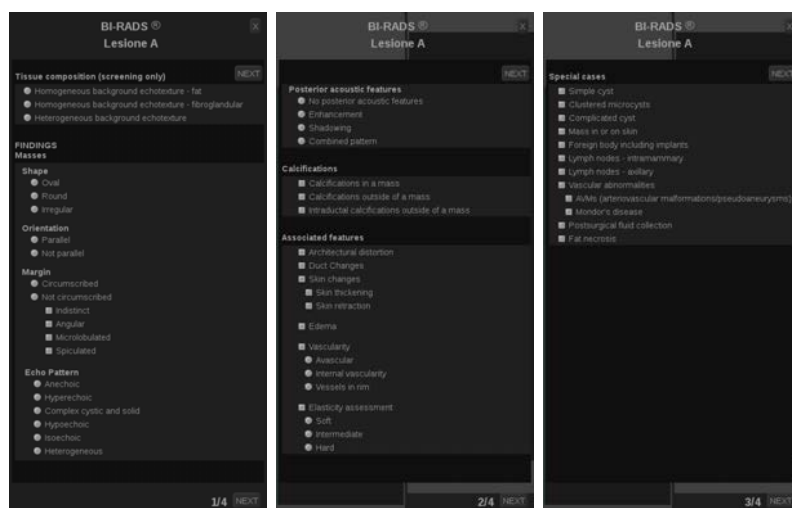 BI-RADS ®
X
Lesione A
NEXT
Tissue composition (screening only)
Homogeneous background echotexture - fat
Homogeneous background echotexture - fibroglandular
Heterogeneous background echotexture
FINDINGS
Masses
Shape
Oval
Round
Irregular
Orientation
Parallel
Not parallel
Margin
Circumscribed
Not circumscribed
Indistinct
Angular
Microlobulated
Spiculated
Echo Pattern
Anechoic
Hyperechoic
Complex cystic and solid
Hypoechoic
Isoechoic
Heterogeneous
1/4 NEXT
BI-RADS ®
X
Lesione A
NEXT
Posterior acoustic features
No posterior acoustic features
Enhancement
Shadowing
Combined pattern
Calcifications
Calcifications in a mass
Calcifications outside of a mass
Intraductal calcifications outside of a mass
Associated features
Architectural distortion
Duct Changes
Skin changes
Skin thickening
Skin retraction
Edema
Vascularity
Avascular
Internal vascularity
Vessels in rim
Elasticity assessment
Soft
Intermediate
Hard
2/4 NEXT
BI-RADS ®
X
Lesione A
NEXT
Special cases
Simple cyst
Clustered microcysts
Complicated cyst
Mass in or on skin
Foreign body including implants
Lymph nodes - intramammary
Lymph nodes - axillary
Vascular abnormalities
AVMs (arteriovascular malformations/pseudoaneurysms)
Mondor's disease
Postsurgical fluid collection
Fat necrosis
3/4 NEXT